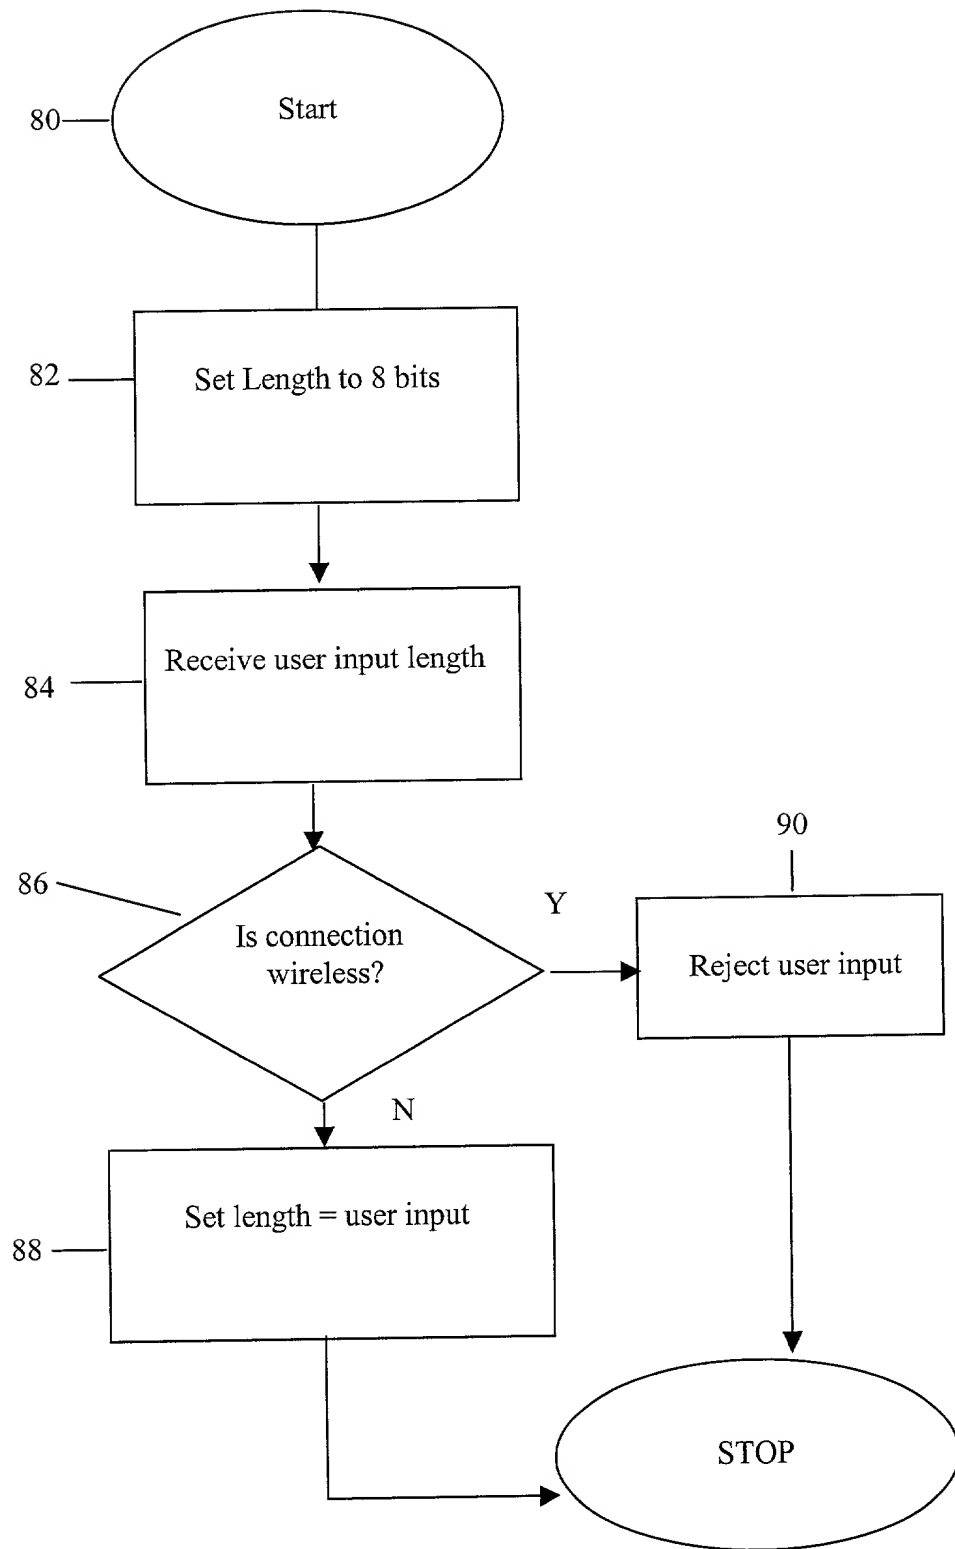 Start
80
Set Length to 8 bits
82
Receive user input length
84
90
86
Y
Is connection
wireless?
Reject user input
N
Set length = user input
88
STOP